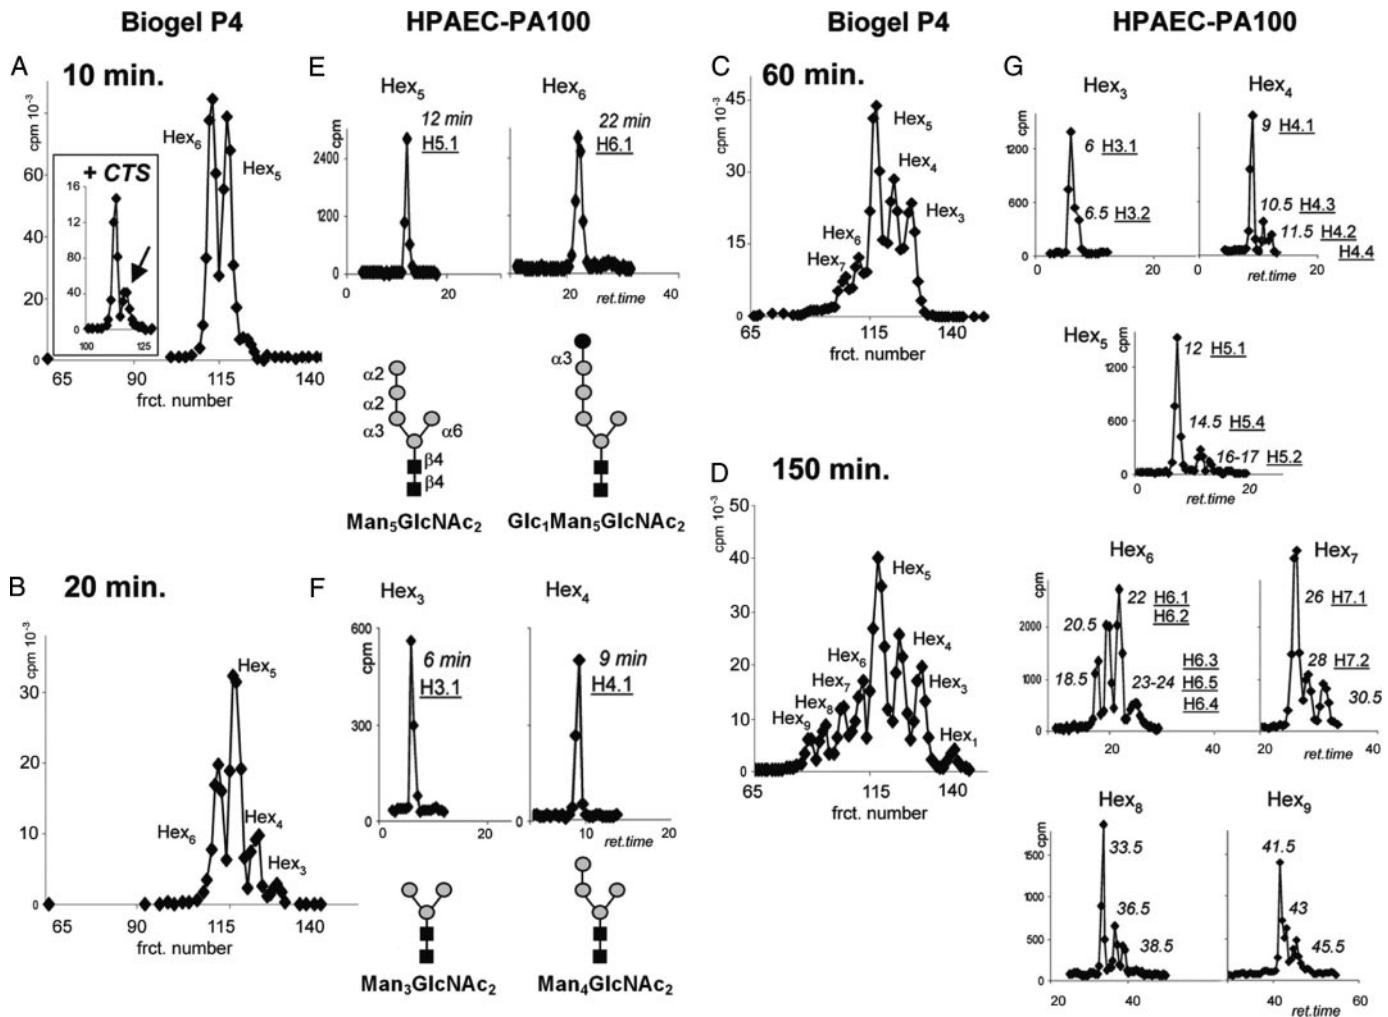 Biogel P4
HPAEC-PA100
Biogel P4
HPAEC-PA100
A
10 min.
cpm 10⁻³
80
60
40
20
0
Hex₆
Hex₅
+ CTS
16
12
80
40
0
100
125
65
90
115
140
frct. number
E
Hex₅
Hex₆
cpm
2400
1200
0
12 min
H5.1
22 min
H6.1
0
20
20
40
ret.time
α2
α2
α3
α6
β4
β4
α3
Man₅GlcNAc₂
Glc₁Man₅GlcNAc₂
B
20 min.
cpm 10⁻³
30
20
10
0
Hex₅
Hex₆
Hex₄
Hex₃
65
90
115
140
frct. number
F
Hex₃
Hex₄
cpm
600
300
0
6 min
H3.1
9 min
H4.1
0
20
10
20
ret.time
Man₃GlcNAc₂
Man₄GlcNAc₂
C
60 min.
cpm 10⁻³
45
30
15
0
Hex₅
Hex₄
Hex₃
Hex₆
Hex₇
65
115
140
frct. number
D
150 min.
cpm 10⁻³
50
40
30
20
10
0
Hex₅
Hex₄
Hex₆
Hex₇
Hex₃
Hex₈
Hex₉
Hex₁
65
115
140
frct. number
G
Hex₃
Hex₄
cpm
1200
600
0
6 H3.1
6.5 H3.2
9 H4.1
10.5 H4.3
11.5 H4.2
H4.4
0
20
0
20
ret.time
Hex₅
cpm
1200
600
0
12 H5.1
14.5 H5.4
16-17 H5.2
0
20
ret.time
Hex₆
Hex₇
cpm
2000
1000
0
22 H6.1
H6.2
20.5
18.5
23-24
H6.3
H6.5
H6.4
26 H7.1
28 H7.2
30.5
20
40
20
40
ret.time
Hex₈
Hex₉
cpm
1500
1000
500
0
33.5
36.5
38.5
41.5
43
45.5
20
40
40
60
ret.time